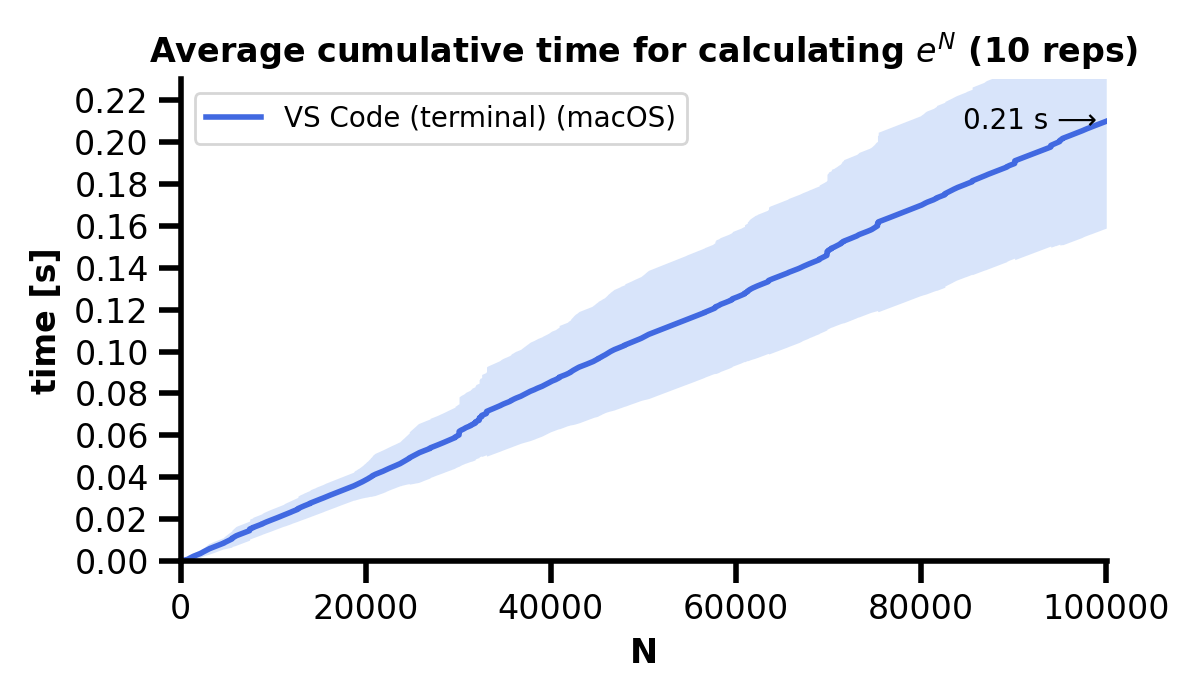 Average cumulative time for calculating e^N (10 reps)
VS Code (terminal) (macOS)
0.21 s →
time [s]
0.22
0.20
0.18
0.16
0.14
0.12
0.10
0.08
0.06
0.04
0.02
0.00
0 20000 40000 60000 80000 100000
N